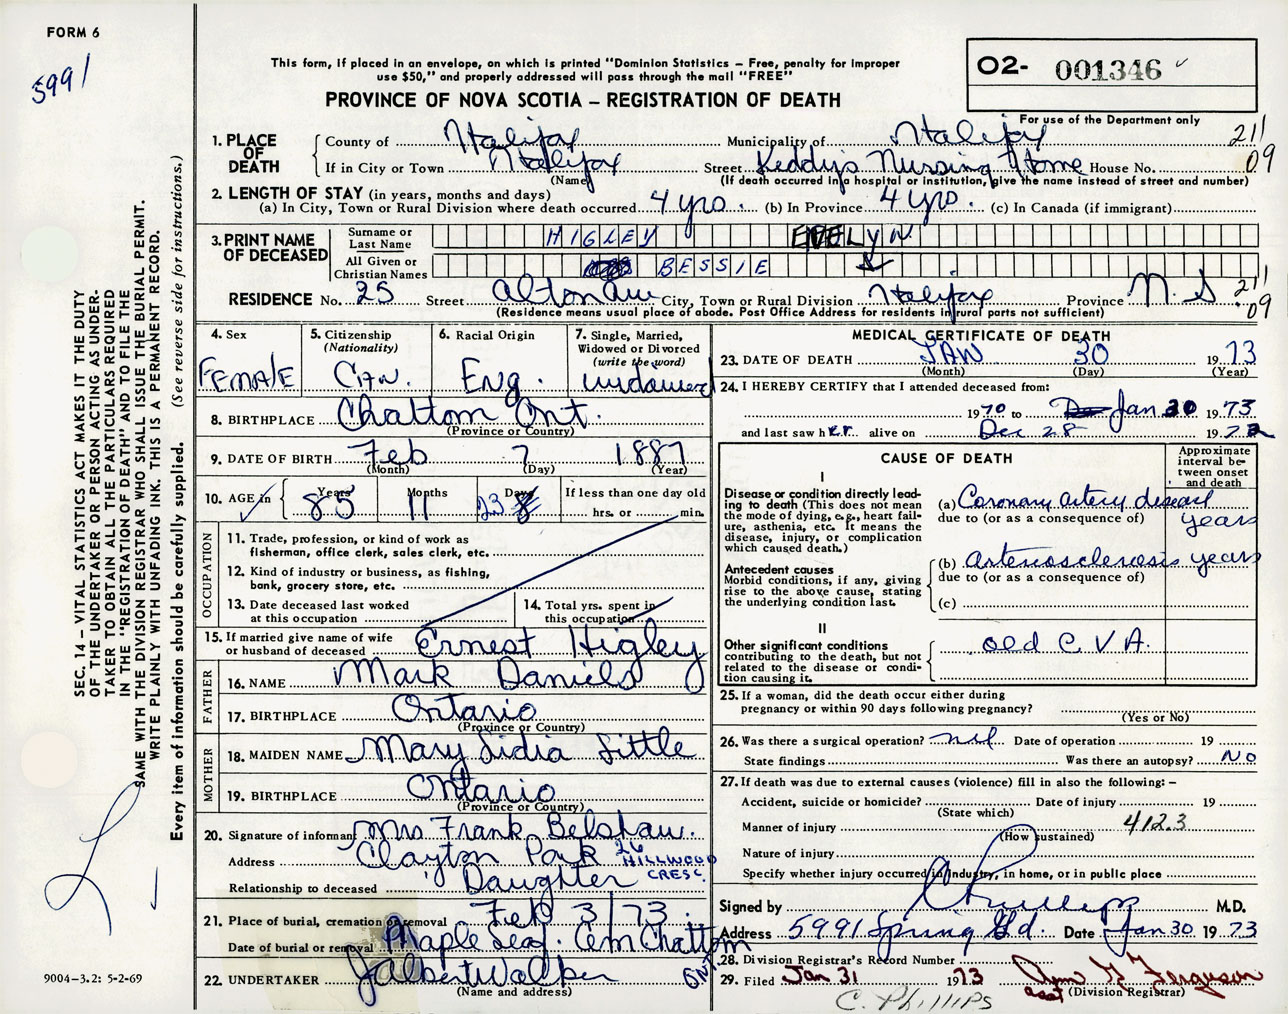 FORM 6
5991
This form, if placed in an envelope, on which is printed "Dominion Statistics – Free, penalty for improper
use $50," and properly addressed will pass through the mail "FREE"
PROVINCE OF NOVA SCOTIA – REGISTRATION OF DEATH
O2- 001346
For use of the Department only
SEC. 14 – VITAL STATISTICS ACT MAKES IT THE DUTY
OF THE UNDERTAKER OR PERSON ACTING AS UNDER-
TAKER TO OBTAIN ALL THE PARTICULARS REQUIRED
IN THE "REGISTRATION OF DEATH" AND TO FILE THE
SAME WITH THE DIVISION REGISTRAR WHO SHALL ISSUE THE BURIAL PERMIT.
WRITE PLAINLY WITH UNFADING INK. THIS IS A PERMANENT RECORD.
Every item of information should be carefully supplied. (See reverse side for instructions.)
9004–3.2: 5-2-69
1. PLACE OF DEATH
County of Halifax Municipality of Halifax 211
If in City or Town Halifax Street Keddy's Nursing Home House No. 09
(Name) (If death occurred in a hospital or institution, give the name instead of street and number)
2. LENGTH OF STAY (in years, months and days)
(a) In City, Town or Rural Division where death occurred 4 yrs. (b) In Province 4 yrs. (c) In Canada (if immigrant)
3. PRINT NAME OF DECEASED
Surname or Last Name HIGLEY EVELYN
All Given or Christian Names BESSIE
RESIDENCE No. 25 Street Alton Ave City, Town or Rural Division Halifax Province N.S 211
(Residence means usual place of abode. Post Office Address for residents in rural parts not sufficient) 09
4. Sex
FEMALE
5. Citizenship
(Nationality)
CAN.
6. Racial Origin
Eng.
7. Single, Married,
Widowed or Divorced
(write the word)
widowed
8. BIRTHPLACE Chattom Ont.
(Province or Country)
9. DATE OF BIRTH Feb 7 1887
(Month) (Day) (Year)
10. AGE in Years 85 Months 11 Days 23
If less than one day old
hrs. or min.
OCCUPATION
11. Trade, profession, or kind of work as
fisherman, office clerk, sales clerk, etc.
12. Kind of industry or business, as fishing,
bank, grocery store, etc.
13. Date deceased last worked
at this occupation
14. Total yrs. spent in
this occupation
15. If married give name of wife
or husband of deceased Ernest Higley
FATHER
16. NAME Mark Daniels
17. BIRTHPLACE Ontario
(Province or Country)
MOTHER
18. MAIDEN NAME Mary Lidia Little
19. BIRTHPLACE Ontario
(Province or Country)
20. Signature of informant Mrs Frank Belshaw.
Address Clayton Park 26 HILLWOOD
CRESC.
Relationship to deceased Daughter
21. Place of burial, cremation or removal Feb 3/73.
Date of burial or removal Maple Leaf. Cem Chattom
ONT
22. UNDERTAKER J Albert Walker
(Name and address)
MEDICAL CERTIFICATE OF DEATH
23. DATE OF DEATH JAN 30 1973
(Month) (Day) (Year)
24. I HEREBY CERTIFY that I attended deceased from:
1970 to Jan 30 1973
and last saw her alive on Dec 28 1972
CAUSE OF DEATH
Approximate
interval be-
tween onset
and death
I
Disease or condition directly lead-
ing to death (This does not mean
the mode of dying, e.g., heart fail-
ure, asthenia, etc. It means the
disease, injury, or complication
which caused death.)
(a) Coronary artery disease
due to (or as a consequence of) years
Antecedent causes
Morbid conditions, if any, giving
rise to the above cause, stating
the underlying condition last.
(b) Arteriosclerosis years
due to (or as a consequence of)
(c)
II
Other significant conditions
contributing to the death, but not
related to the disease or condi-
tion causing it.
old C V A.
25. If a woman, did the death occur either during
pregnancy or within 90 days following pregnancy?
(Yes or No)
26. Was there a surgical operation? nil Date of operation 19
State findings Was there an autopsy? NO
27. If death was due to external causes (violence) fill in also the following: –
Accident, suicide or homicide? Date of injury 19
(State which)
Manner of injury 412.3
(How sustained)
Nature of injury
Specify whether injury occurred in industry, in home, or in public place
Signed by C Phillips M.D.
Address 5991 Spring Gd. Date Jan 30 1973
28. Division Registrar's Record Number
29. Filed Jan 31 1973 Ferguson
asst (Division Registrar)
C. PHILLIPS